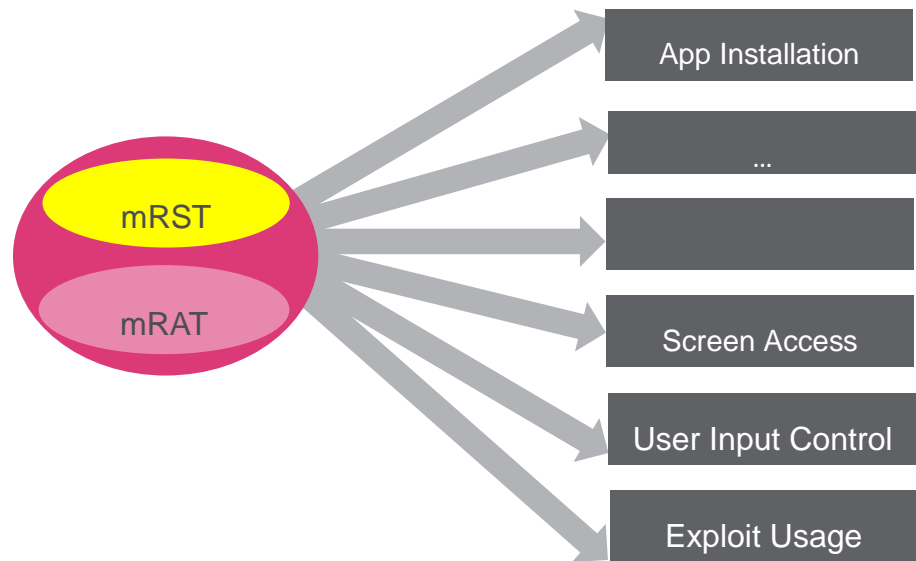 App Installation
...
mRST
mRAT
Screen Access
User Input Control
Exploit Usage